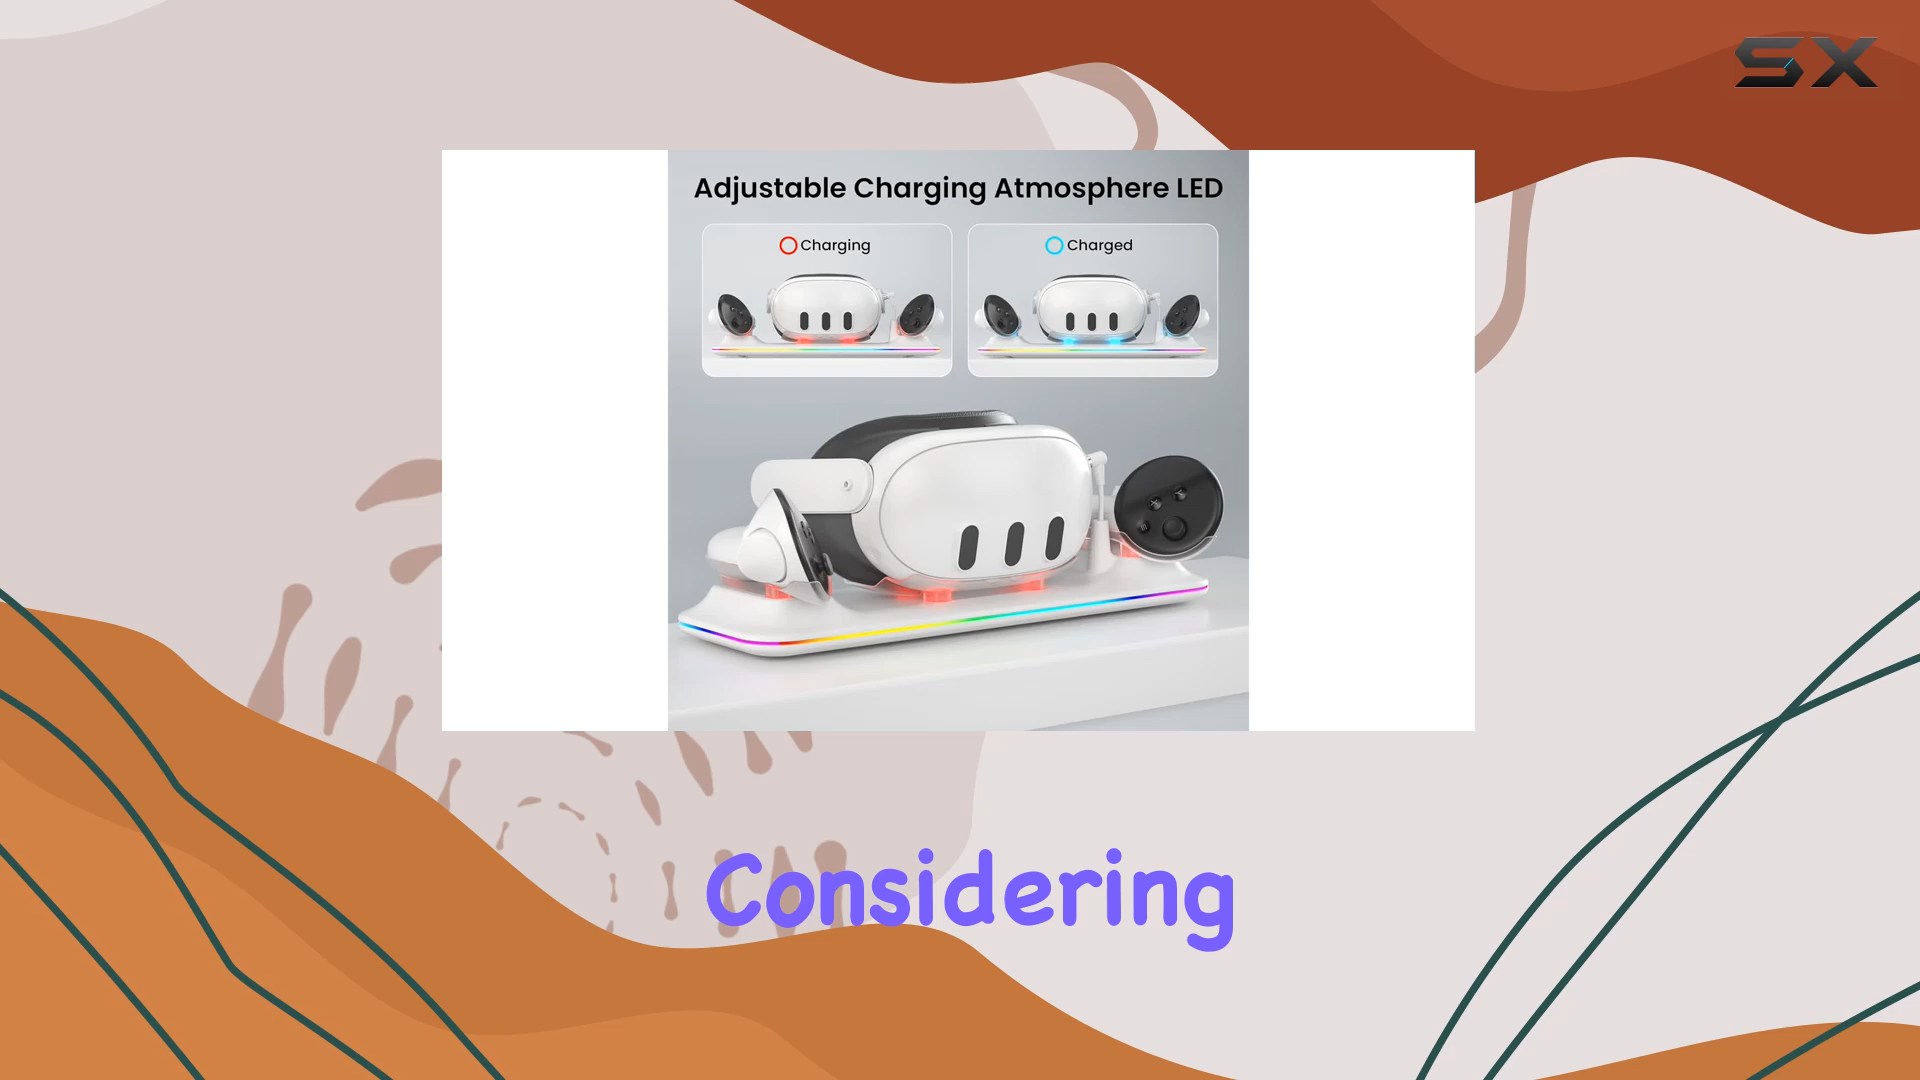 SX
Adjustable Charging Atmosphere LED
Charging
Charged
Considering